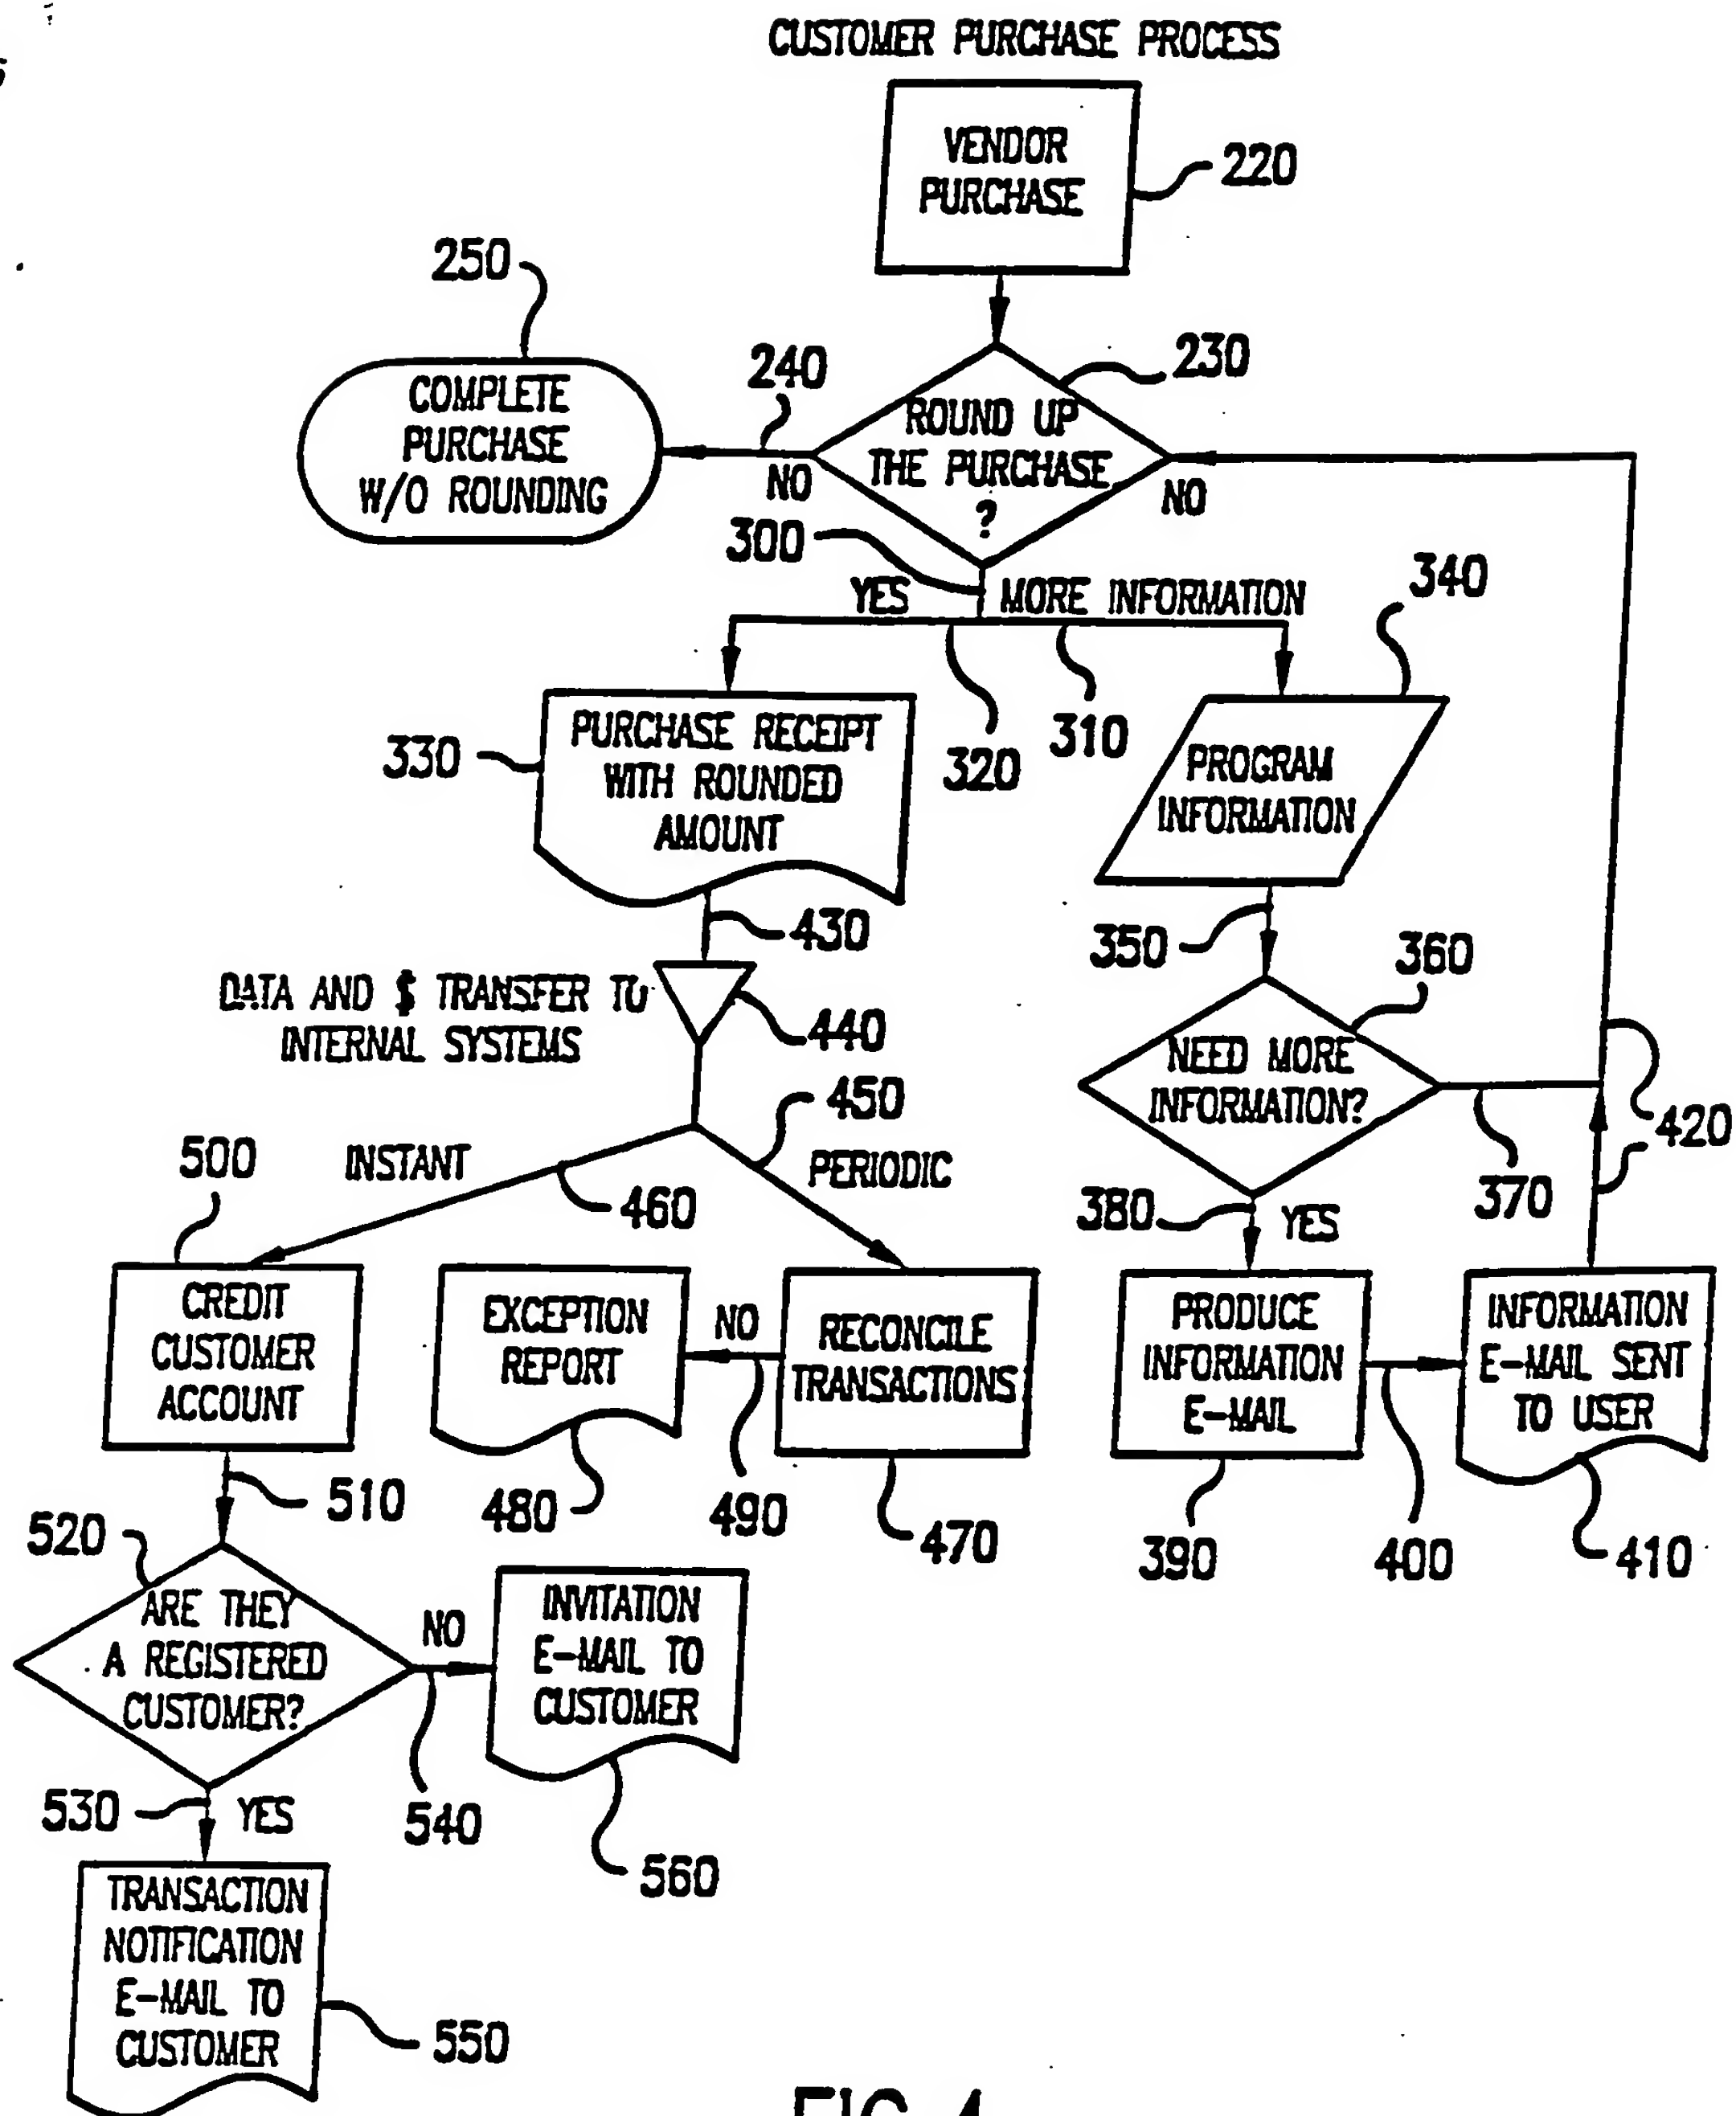 CUSTOMER PURCHASE PROCESS
VENDOR
PURCHASE
220
250
COMPLETE
PURCHASE
W/O ROUNDING
240
NO
230
ROUND UP
THE PURCHASE
?
NO
300
YES
MORE INFORMATION
340
330
PURCHASE RECEIPT
WITH ROUNDED
AMOUNT
320
310
PROGRAM
INFORMATION
430
350
360
DATA AND $ TRANSFER TO
INTERNAL SYSTEMS
440
NEED MORE
INFORMATION?
450
420
500
INSTANT
PERIODIC
460
380
YES
370
CREDIT
CUSTOMER
ACCOUNT
EXCEPTION
REPORT
NO
RECONCILE
TRANSACTIONS
PRODUCE
INFORMATION
E-MAIL
INFORMATION
E-MAIL SENT
TO USER
510
480
490
470
390
400
410
520
ARE THEY
A REGISTERED
CUSTOMER?
NO
INVITATION
E-MAIL TO
CUSTOMER
530
YES
540
560
TRANSACTION
NOTIFICATION
E-MAIL TO
CUSTOMER
550